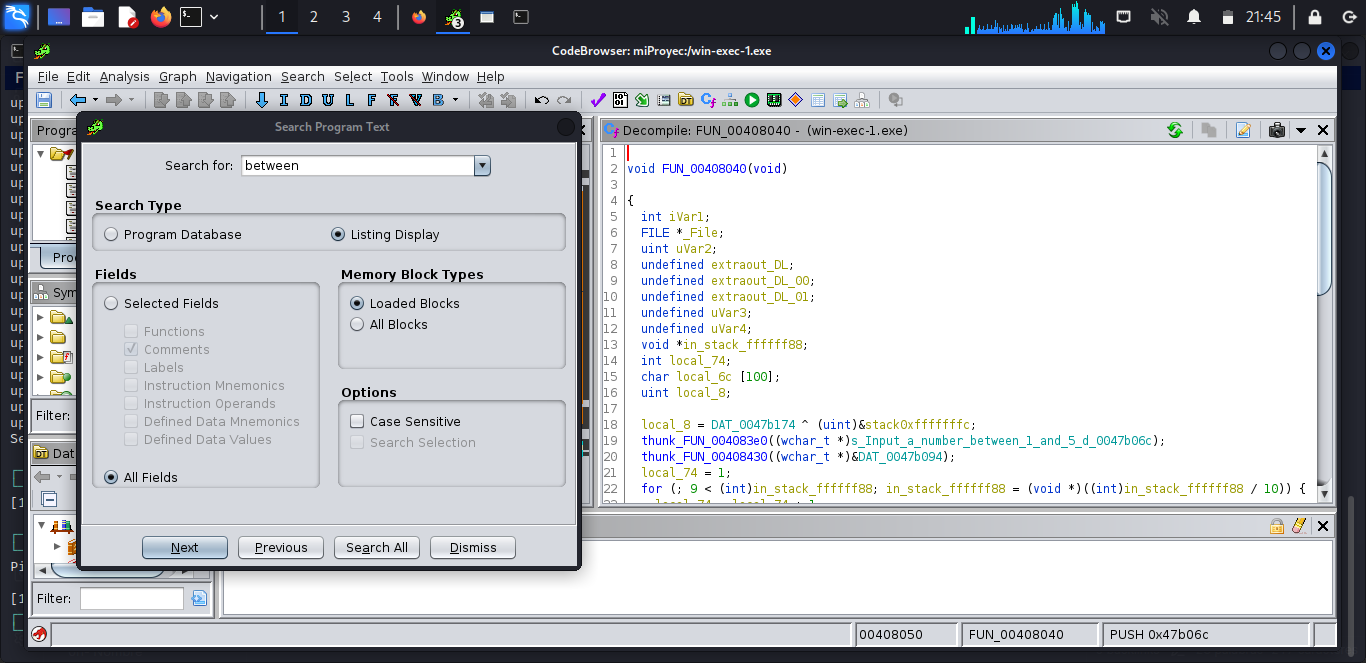 1 2 3 4 3 21:45
CodeBrowser: miProyec:/win-exec-1.exe
File Edit Analysis Graph Navigation Search Select Tools Window Help
I D U L F V B
Search Program Text
Search for: between
Search Type
Program Database
Listing Display
Fields
Selected Fields
Functions
Comments
Labels
Instruction Mnemonics
Instruction Operands
Defined Data Mnemonics
Defined Data Values
All Fields
Memory Block Types
Loaded Blocks
All Blocks
Options
Case Sensitive
Search Selection
Next Previous Search All Dismiss
Filter:
Filter:
Decompile: FUN_00408040 - (win-exec-1.exe)
1
2 void FUN_00408040(void)
3
4 {
5 int iVar1;
6 FILE *_File;
7 uint uVar2;
8 undefined extraout_DL;
9 undefined extraout_DL_00;
10 undefined extraout_DL_01;
11 undefined uVar3;
12 undefined uVar4;
13 void *in_stack_ffffff88;
14 int local_74;
15 char local_6c [100];
16 uint local_8;
17
18 local_8 = DAT_0047b174 ^ (uint)&stack0xfffffffc;
19 thunk_FUN_004083e0((wchar_t *)s_Input_a_number_between_1_and_5_d_0047b06c);
20 thunk_FUN_00408430((wchar_t *)&DAT_0047b094);
21 local_74 = 1;
22 for (; 9 < (int)in_stack_ffffff88; in_stack_ffffff88 = (void *)((int)in_stack_ffffff88 / 10)) {
00408050 FUN_00408040 PUSH 0x47b06c